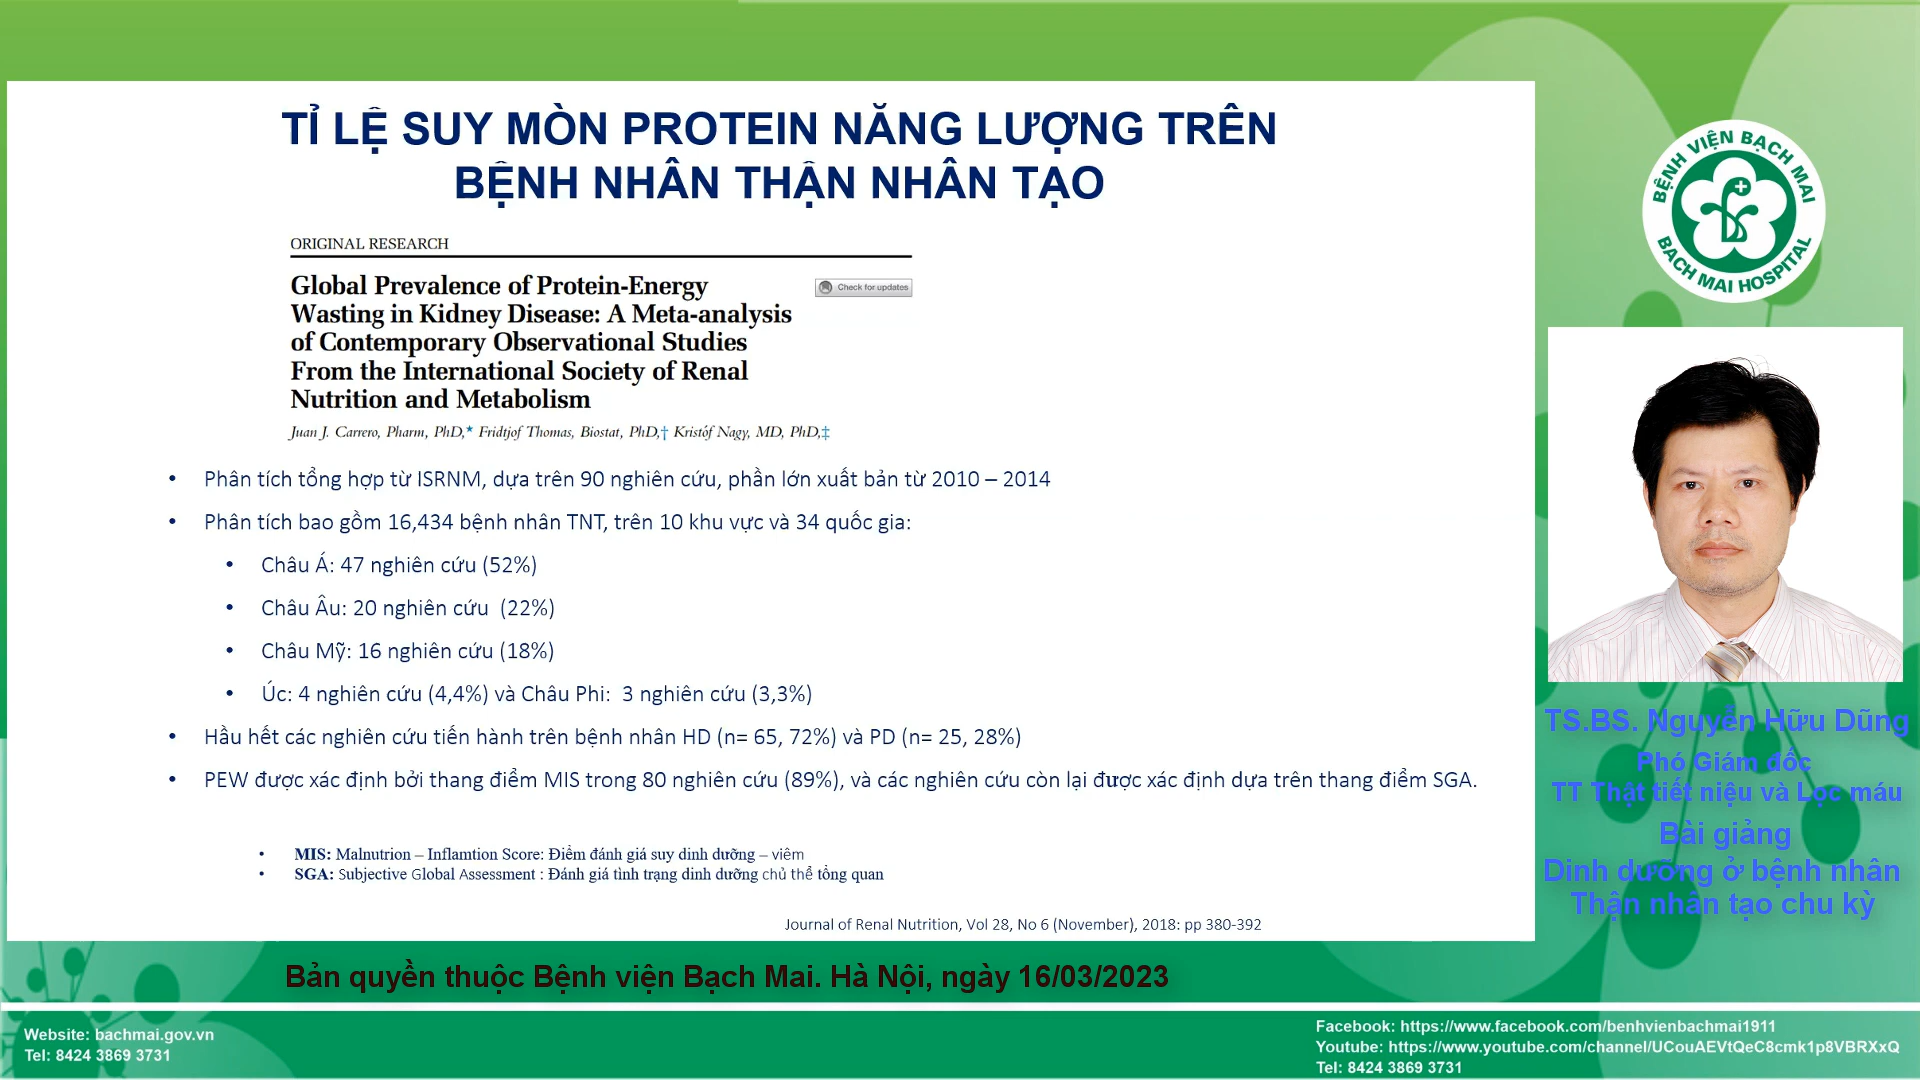 TỈ LỆ SUY MÒN PROTEIN NĂNG LƯỢNG TRÊN
BỆNH NHÂN THẬN NHÂN TẠO
ORIGINAL RESEARCH
Global Prevalence of Protein-Energy
Wasting in Kidney Disease: A Meta-analysis
of Contemporary Observational Studies
From the International Society of Renal
Nutrition and Metabolism
Check for updates
Juan J. Carrero, Pharm, PhD,* Fridtjof Thomas, Biostat, PhD,† Kristóf Nagy, MD, PhD,‡
• Phân tích tổng hợp từ ISRNM, dựa trên 90 nghiên cứu, phần lớn xuất bản từ 2010 – 2014
• Phân tích bao gồm 16,434 bệnh nhân TNT, trên 10 khu vực và 34 quốc gia:
• Châu Á: 47 nghiên cứu (52%)
• Châu Âu: 20 nghiên cứu (22%)
• Châu Mỹ: 16 nghiên cứu (18%)
• Úc: 4 nghiên cứu (4,4%) và Châu Phi: 3 nghiên cứu (3,3%)
• Hầu hết các nghiên cứu tiến hành trên bệnh nhân HD (n= 65, 72%) và PD (n= 25, 28%)
• PEW được xác định bởi thang điểm MIS trong 80 nghiên cứu (89%), và các nghiên cứu còn lại được xác định dựa trên thang điểm SGA.
• MIS: Malnutrition – Inflamtion Score: Điểm đánh giá suy dinh dưỡng – viêm
• SGA: Subjective Global Assessment : Đánh giá tình trạng dinh dưỡng chủ thể tổng quan
Journal of Renal Nutrition, Vol 28, No 6 (November), 2018: pp 380-392
BỆNH VIỆN BẠCH MAI
BACH MAI HOSPITAL
TS.BS. Nguyễn Hữu Dũng
Phó Giám đốc
TT Thật tiết niệu và Lọc máu
Bài giảng
Dinh dưỡng ở bệnh nhân
Thận nhân tạo chu kỳ
Bản quyền thuộc Bệnh viện Bạch Mai. Hà Nội, ngày 16/03/2023
Website: bachmai.gov.vn
Tel: 8424 3869 3731
Facebook: https://www.facebook.com/benhvienbachmai1911
Youtube: https://www.youtube.com/channel/UCouAEVtQeC8cmk1p8VBRXxQ
Tel: 8424 3869 3731